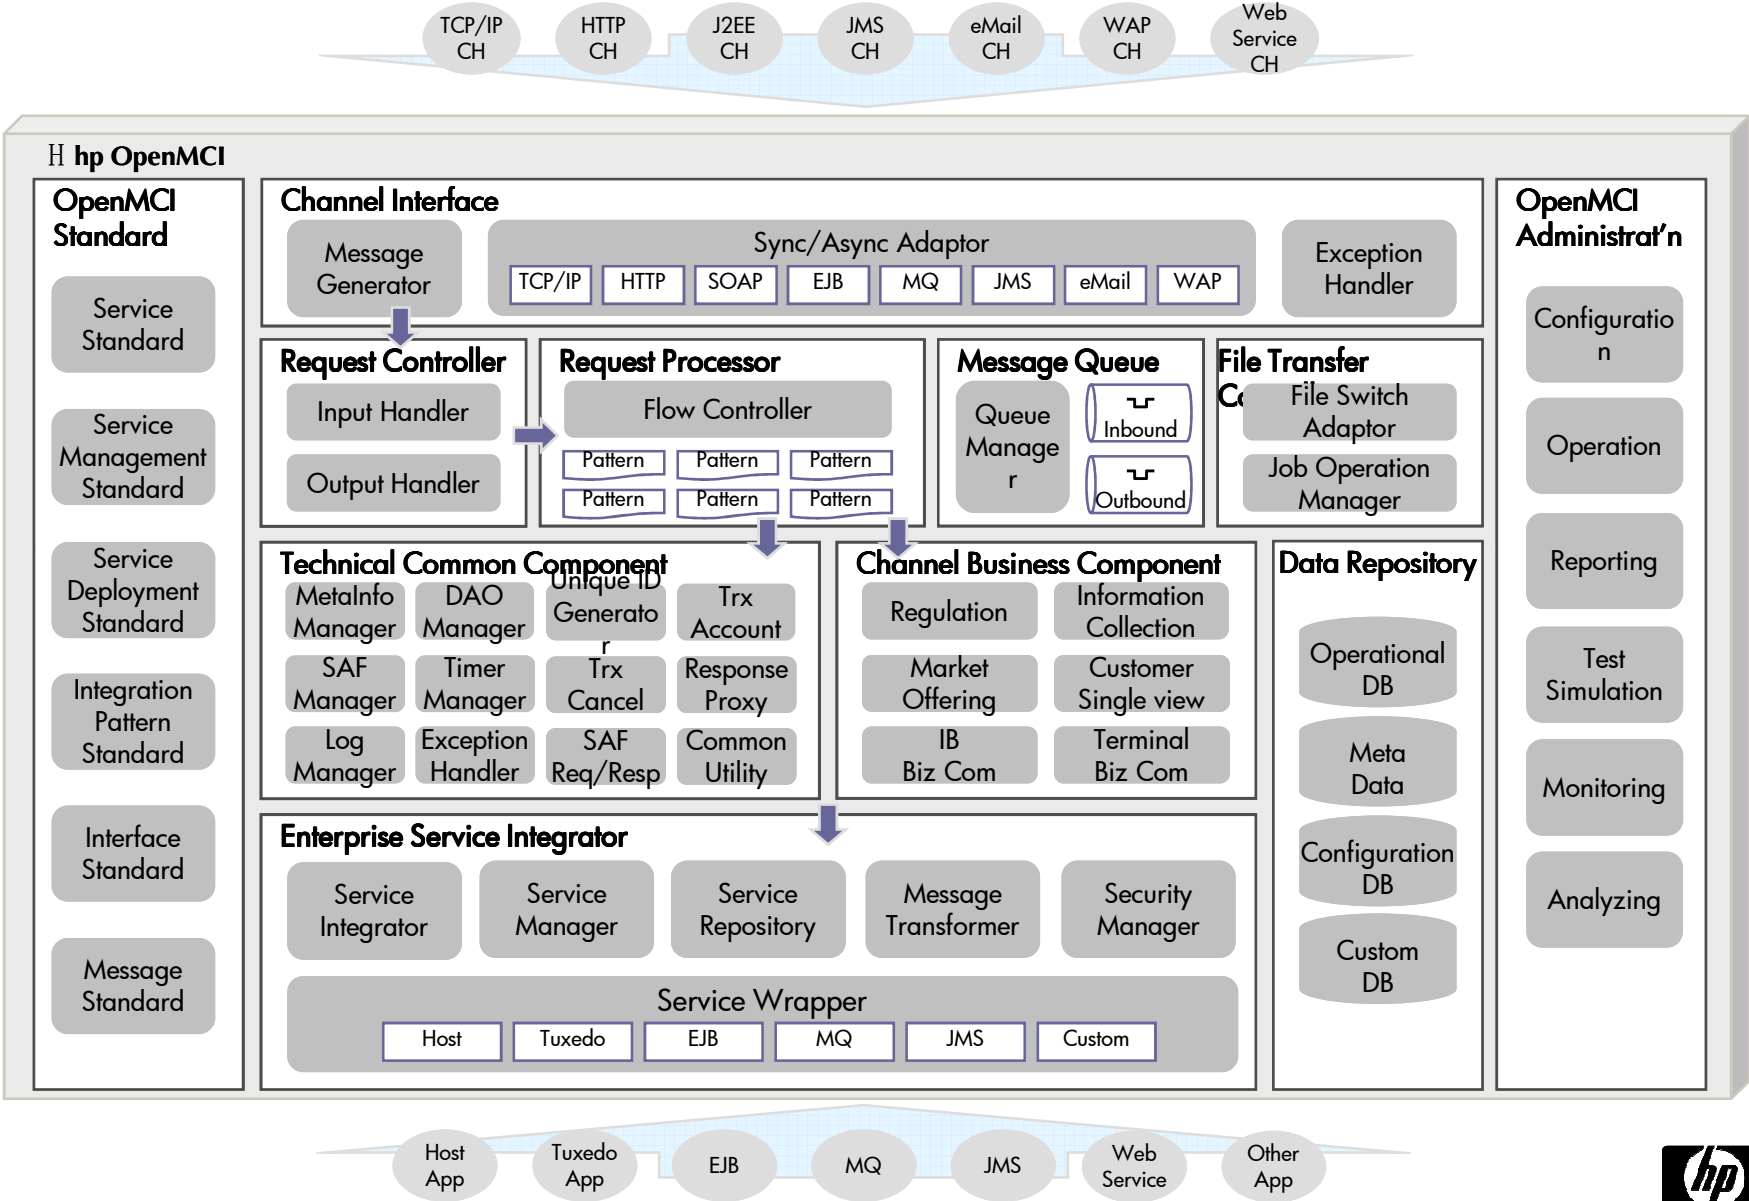 TCP/IP
CH
HTTP
CH
J2EE
CH
JMS
CH
eMail
CH
WAP
CH
Web
Service
CH
H hp OpenMCI
OpenMCI
Standard
Service
Standard
Service
Management
Standard
Service
Deployment
Standard
Integration
Pattern
Standard
Interface
Standard
Message
Standard
Channel Interface
Message
Generator
Sync/Async Adaptor
TCP/IP
HTTP
SOAP
EJB
MQ
JMS
eMail
WAP
Exception
Handler
Request Controller
Input Handler
Output Handler
Request Processor
Flow Controller
Pattern
Pattern
Pattern
Pattern
Pattern
Pattern
Message Queue
Queue
Manage
r
Inbound
Outbound
File Transfer
File Switch
Adaptor
Job Operation
Manager
Technical Common Component
MetaInfo
Manager
DAO
Manager
Unique ID
Generato
r
Trx
Account
SAF
Manager
Timer
Manager
Trx
Cancel
Response
Proxy
Log
Manager
Exception
Handler
SAF
Req/Resp
Common
Utility
Channel Business Component
Regulation
Information
Collection
Market
Offering
Customer
Single view
IB
Biz Com
Terminal
Biz Com
Enterprise Service Integrator
Service
Integrator
Service
Manager
Service
Repository
Message
Transformer
Security
Manager
Service Wrapper
Host
Tuxedo
EJB
MQ
JMS
Custom
Data Repository
Operational
DB
Meta
Data
Configuration
DB
Custom
DB
OpenMCI
Administrat'n
Configuratio
n
Operation
Reporting
Test
Simulation
Monitoring
Analyzing
Host
App
Tuxedo
App
EJB
MQ
JMS
Web
Service
Other
App
hp